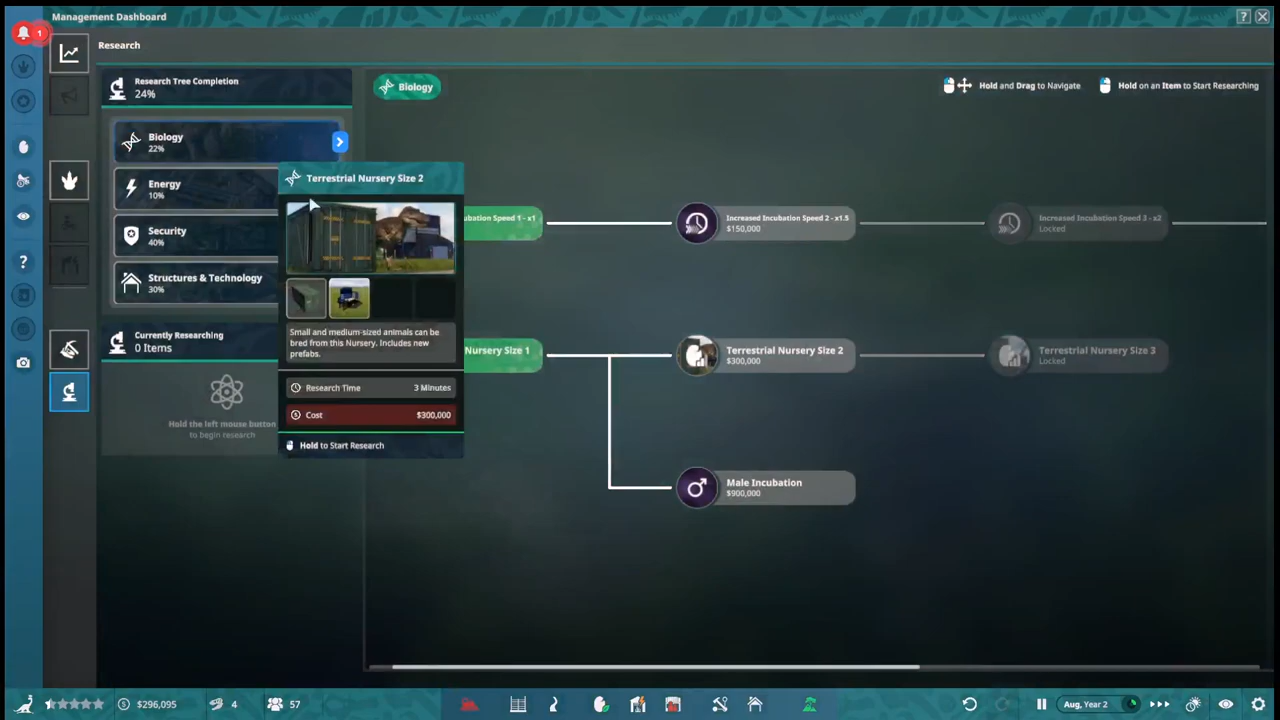 Management Dashboard
?
1
Research
Research Tree Completion
24%
Biology
Hold and Drag to Navigate
Hold on an Item to Start Researching
Biology
22%
Energy
10%
Security
40%
Structures & Technology
30%
Currently Researching
0 Items
Hold the left mouse button
to begin research
Terrestrial Nursery Size 2
Small and medium-sized animals can be
bred from this Nursery. Includes new
prefabs.
Research Time 3 Minutes
Cost $300,000
Hold to Start Research
ubation Speed 1 - x1
Increased Incubation Speed 2 - x1.5
$150,000
Increased Incubation Speed 3 - x2
Locked
Nursery Size 1
Terrestrial Nursery Size 2
$300,000
Terrestrial Nursery Size 3
Locked
Male Incubation
$900,000
?
$296,095
4
57
Aug, Year 2